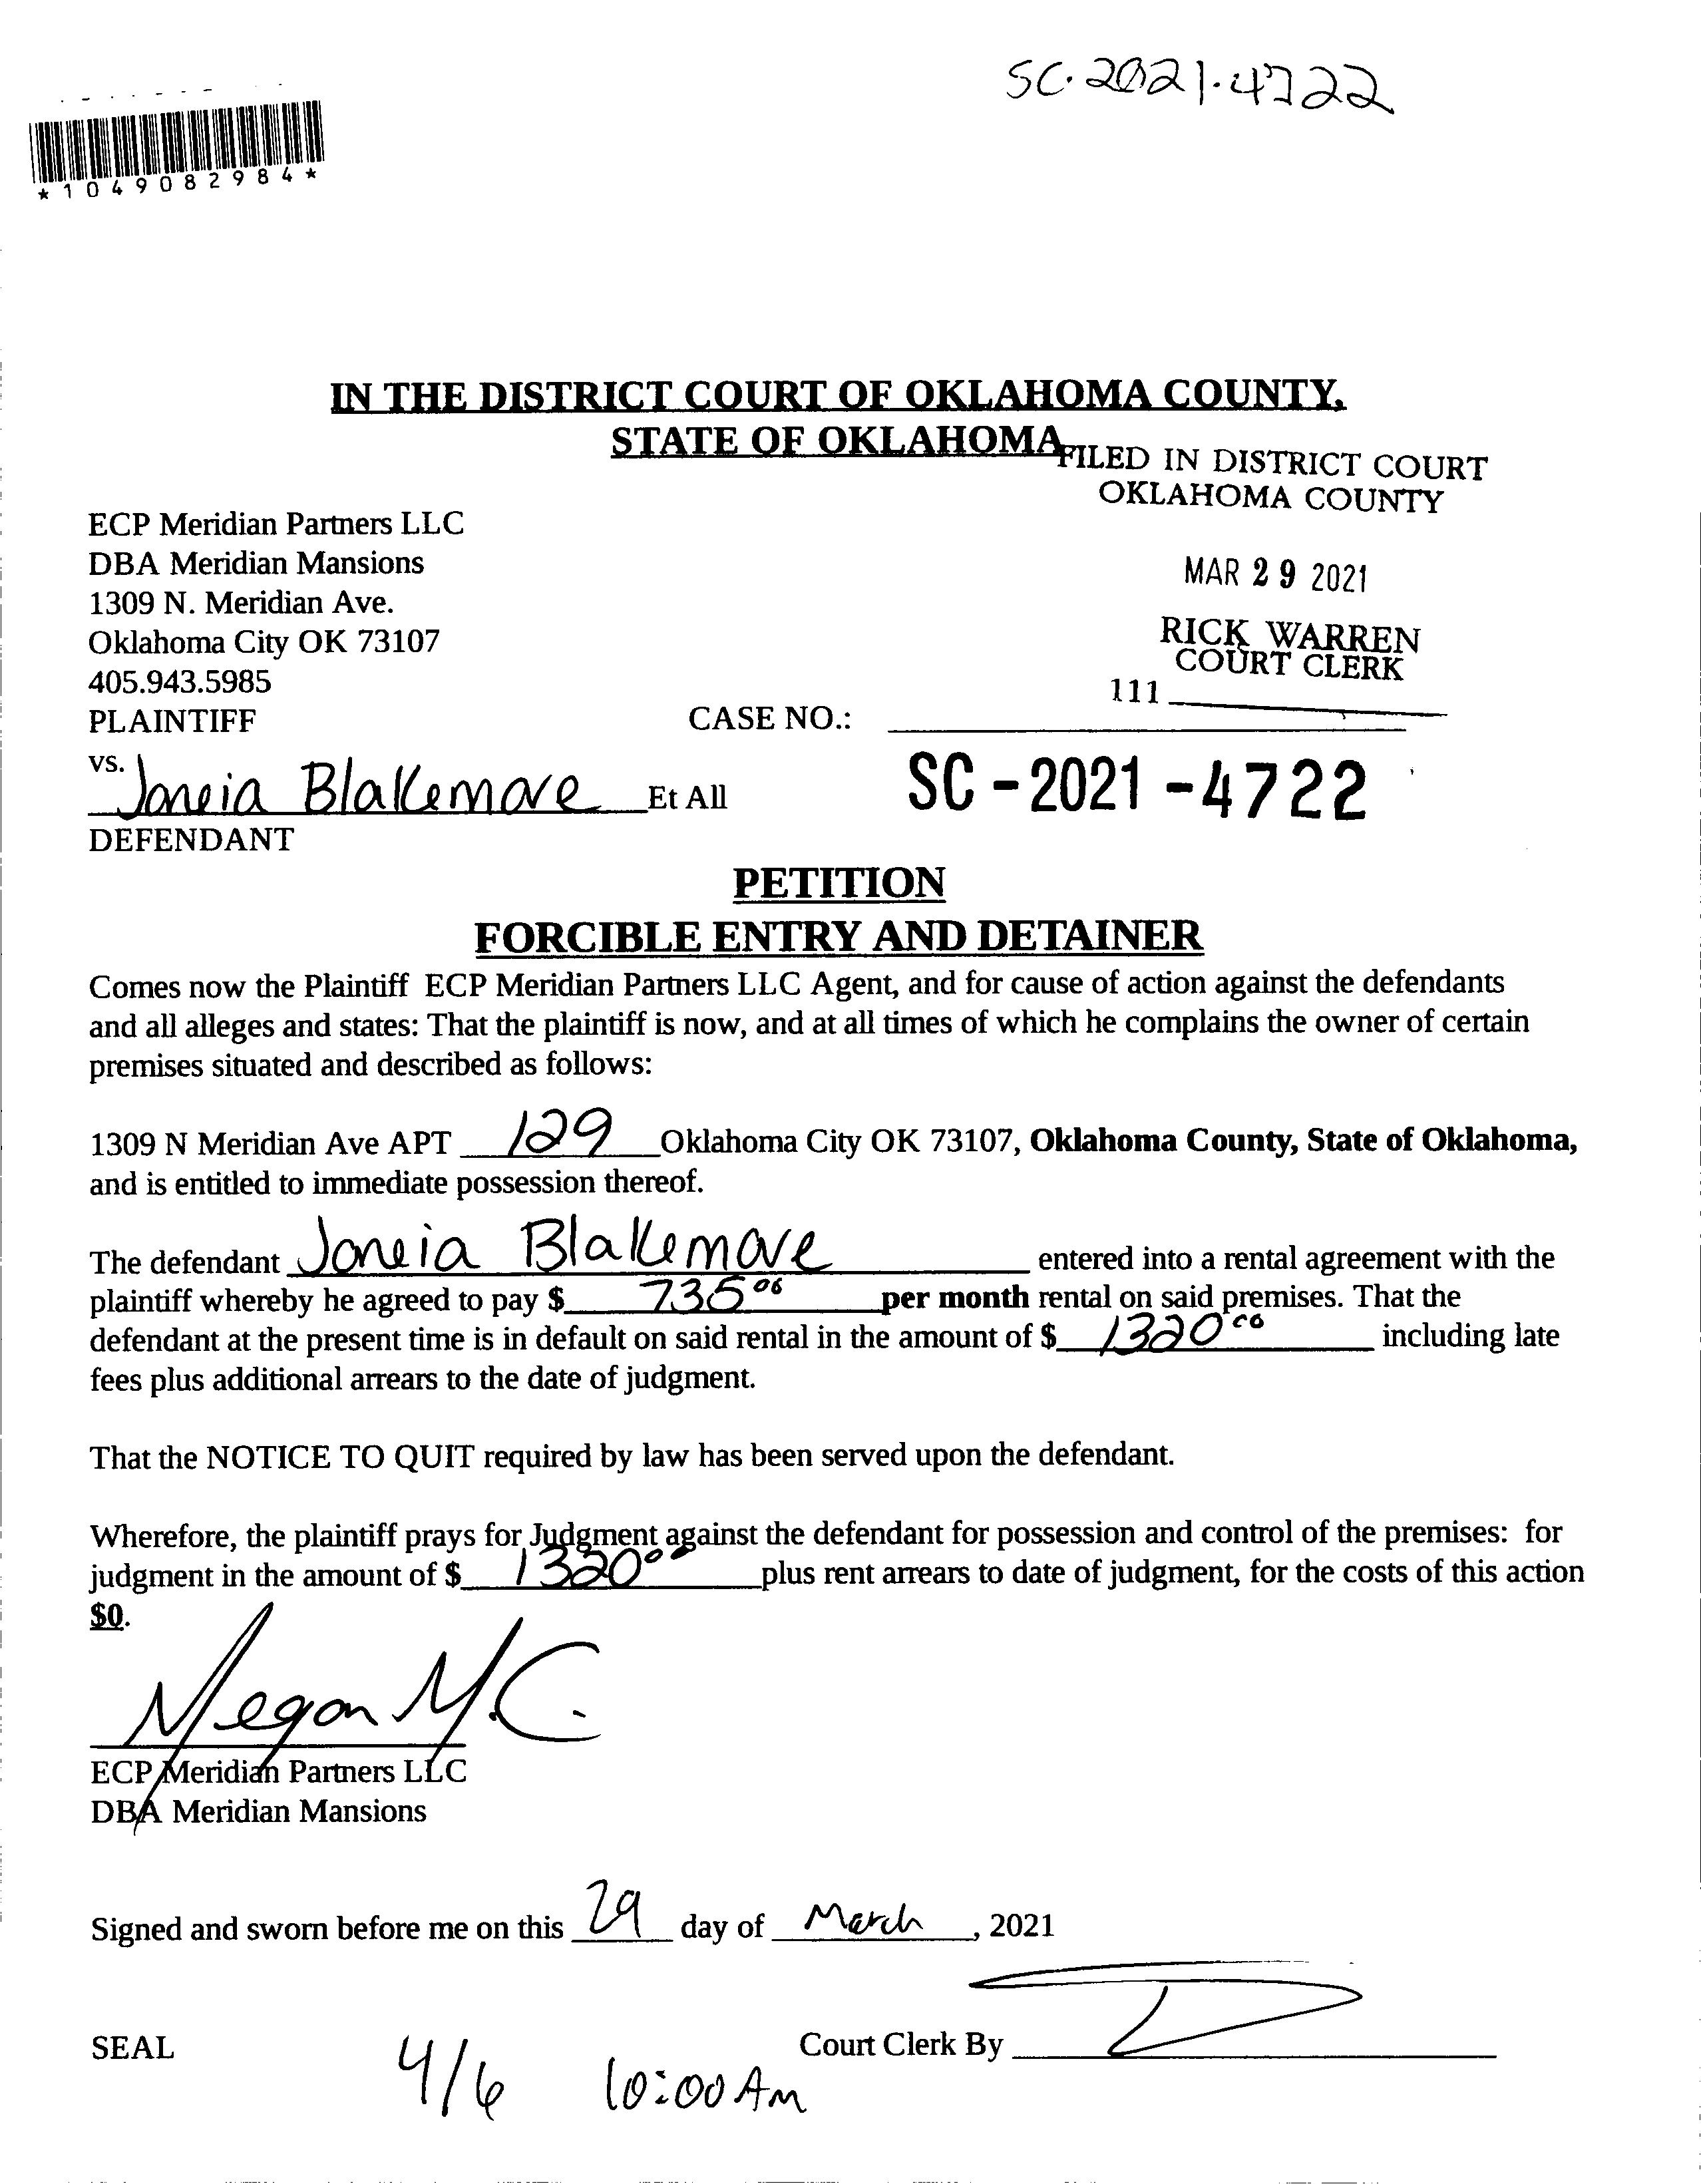 SC-2021-4722
*1049082984*
IN THE DISTRICT COURT OF OKLAHOMA COUNTY,
STATE OF OKLAHOMA
FILED IN DISTRICT COURT
OKLAHOMA COUNTY
MAR 29 2021
RICK WARREN
COURT CLERK
111
ECP Meridian Partners LLC
DBA Meridian Mansions
1309 N. Meridian Ave.
Oklahoma City OK 73107
405.943.5985
PLAINTIFF
CASE NO.:
vs.
Joneia Blakemore Et All
SC-2021-4722
DEFENDANT
PETITION
FORCIBLE ENTRY AND DETAINER
Comes now the Plaintiff ECP Meridian Partners LLC Agent, and for cause of action against the defendants
and all alleges and states: That the plaintiff is now, and at all times of which he complains the owner of certain
premises situated and described as follows:
1309 N Meridian Ave APT 129 Oklahoma City OK 73107, Oklahoma County, State of Oklahoma,
and is entitled to immediate possession thereof.
The defendant Joneia Blakemore entered into a rental agreement with the
plaintiff whereby he agreed to pay $ 735 00 per month rental on said premises. That the
defendant at the present time is in default on said rental in the amount of $ 1320 00 including late
fees plus additional arrears to the date of judgment.
That the NOTICE TO QUIT required by law has been served upon the defendant.
Wherefore, the plaintiff prays for Judgment against the defendant for possession and control of the premises: for
judgment in the amount of $ 1320 00 plus rent arrears to date of judgment, for the costs of this action
$0.
Megan M.C.
ECP Meridian Partners LLC
DBA Meridian Mansions
Signed and sworn before me on this 29 day of March, 2021
SEAL
Court Clerk By
4/6 10:00 Am